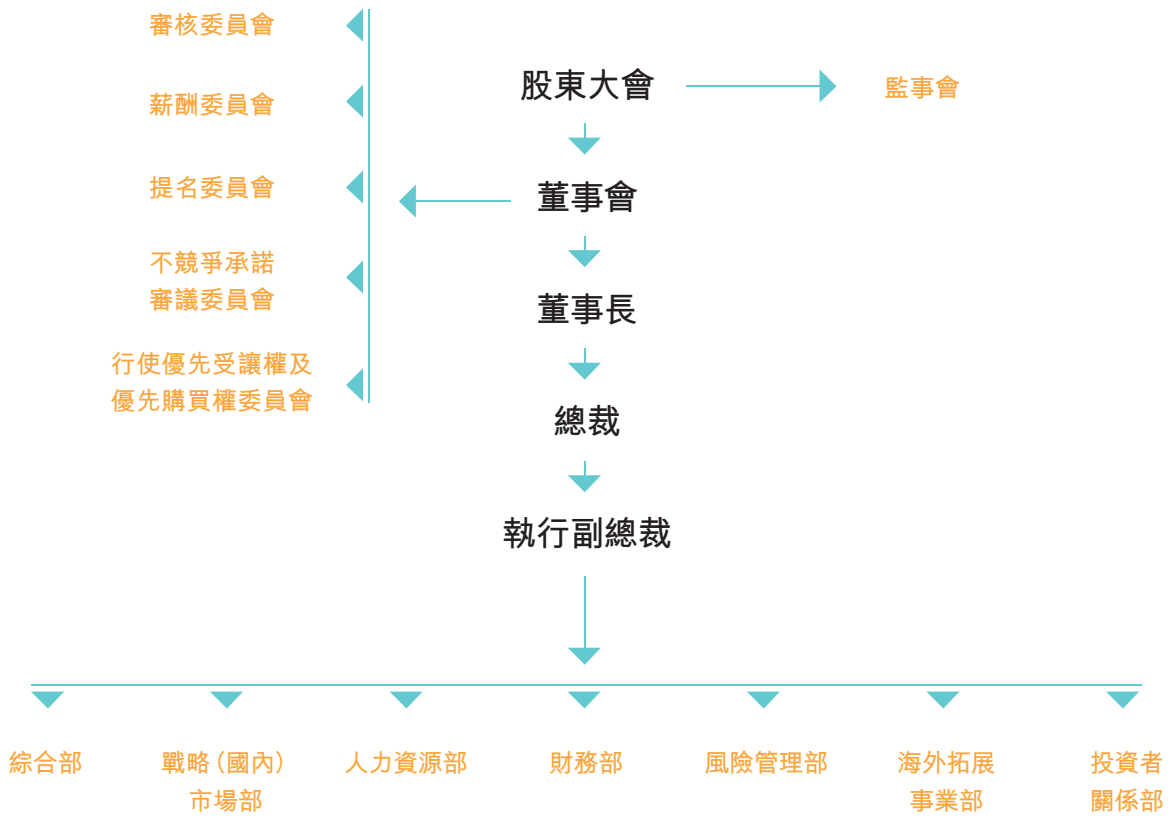 審核委員會
薪酬委員會
提名委員會
不競爭承諾
審議委員會
行使優先受讓權及
優先購買權委員會
股東大會
監事會
董事會
董事長
總裁
執行副總裁
綜合部
戰略（國內）
市場部
人力資源部
財務部
風險管理部
海外拓展
事業部
投資者
關係部